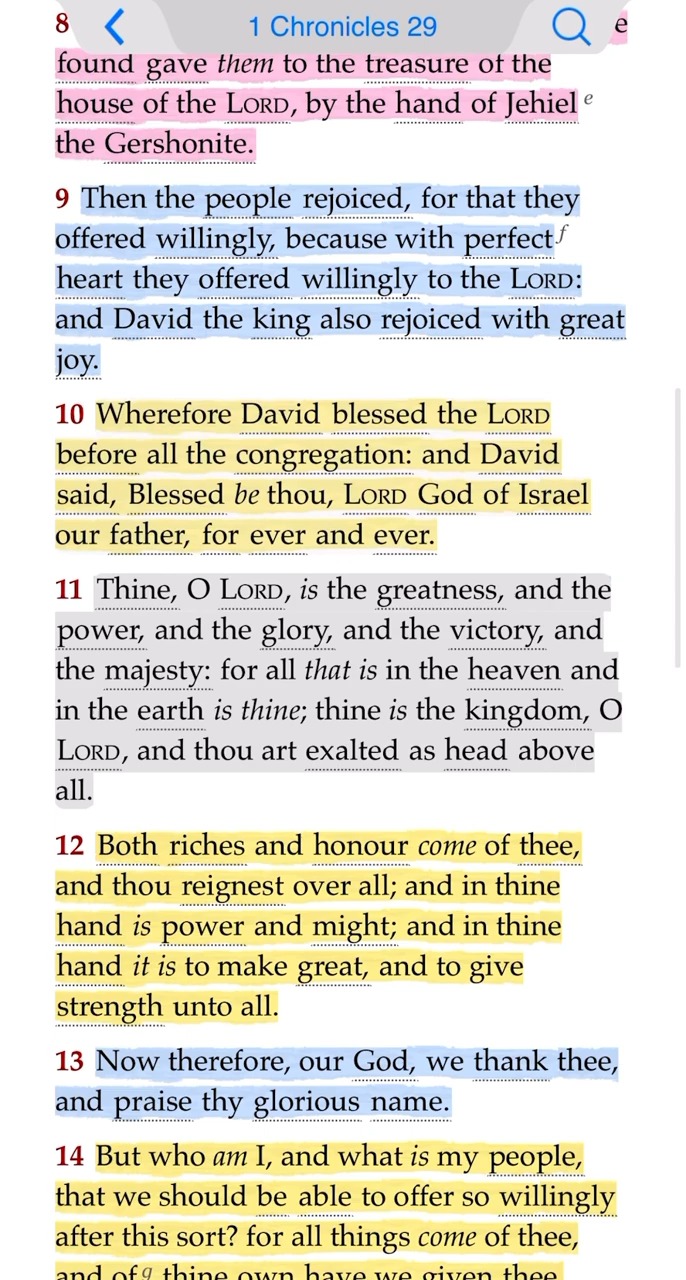 8 1 Chronicles 29 e
found gave them to the treasure of the
house of the LORD, by the hand of Jehiel e
the Gershonite.
9 Then the people rejoiced, for that they
offered willingly, because with perfect f
heart they offered willingly to the LORD:
and David the king also rejoiced with great
joy.
10 Wherefore David blessed the LORD
before all the congregation: and David
said, Blessed be thou, LORD God of Israel
our father, for ever and ever.
11 Thine, O LORD, is the greatness, and the
power, and the glory, and the victory, and
the majesty: for all that is in the heaven and
in the earth is thine; thine is the kingdom, O
LORD, and thou art exalted as head above
all.
12 Both riches and honour come of thee,
and thou reignest over all; and in thine
hand is power and might; and in thine
hand it is to make great, and to give
strength unto all.
13 Now therefore, our God, we thank thee,
and praise thy glorious name.
14 But who am I, and what is my people,
that we should be able to offer so willingly
after this sort? for all things come of thee,
and of g thine own have we given thee